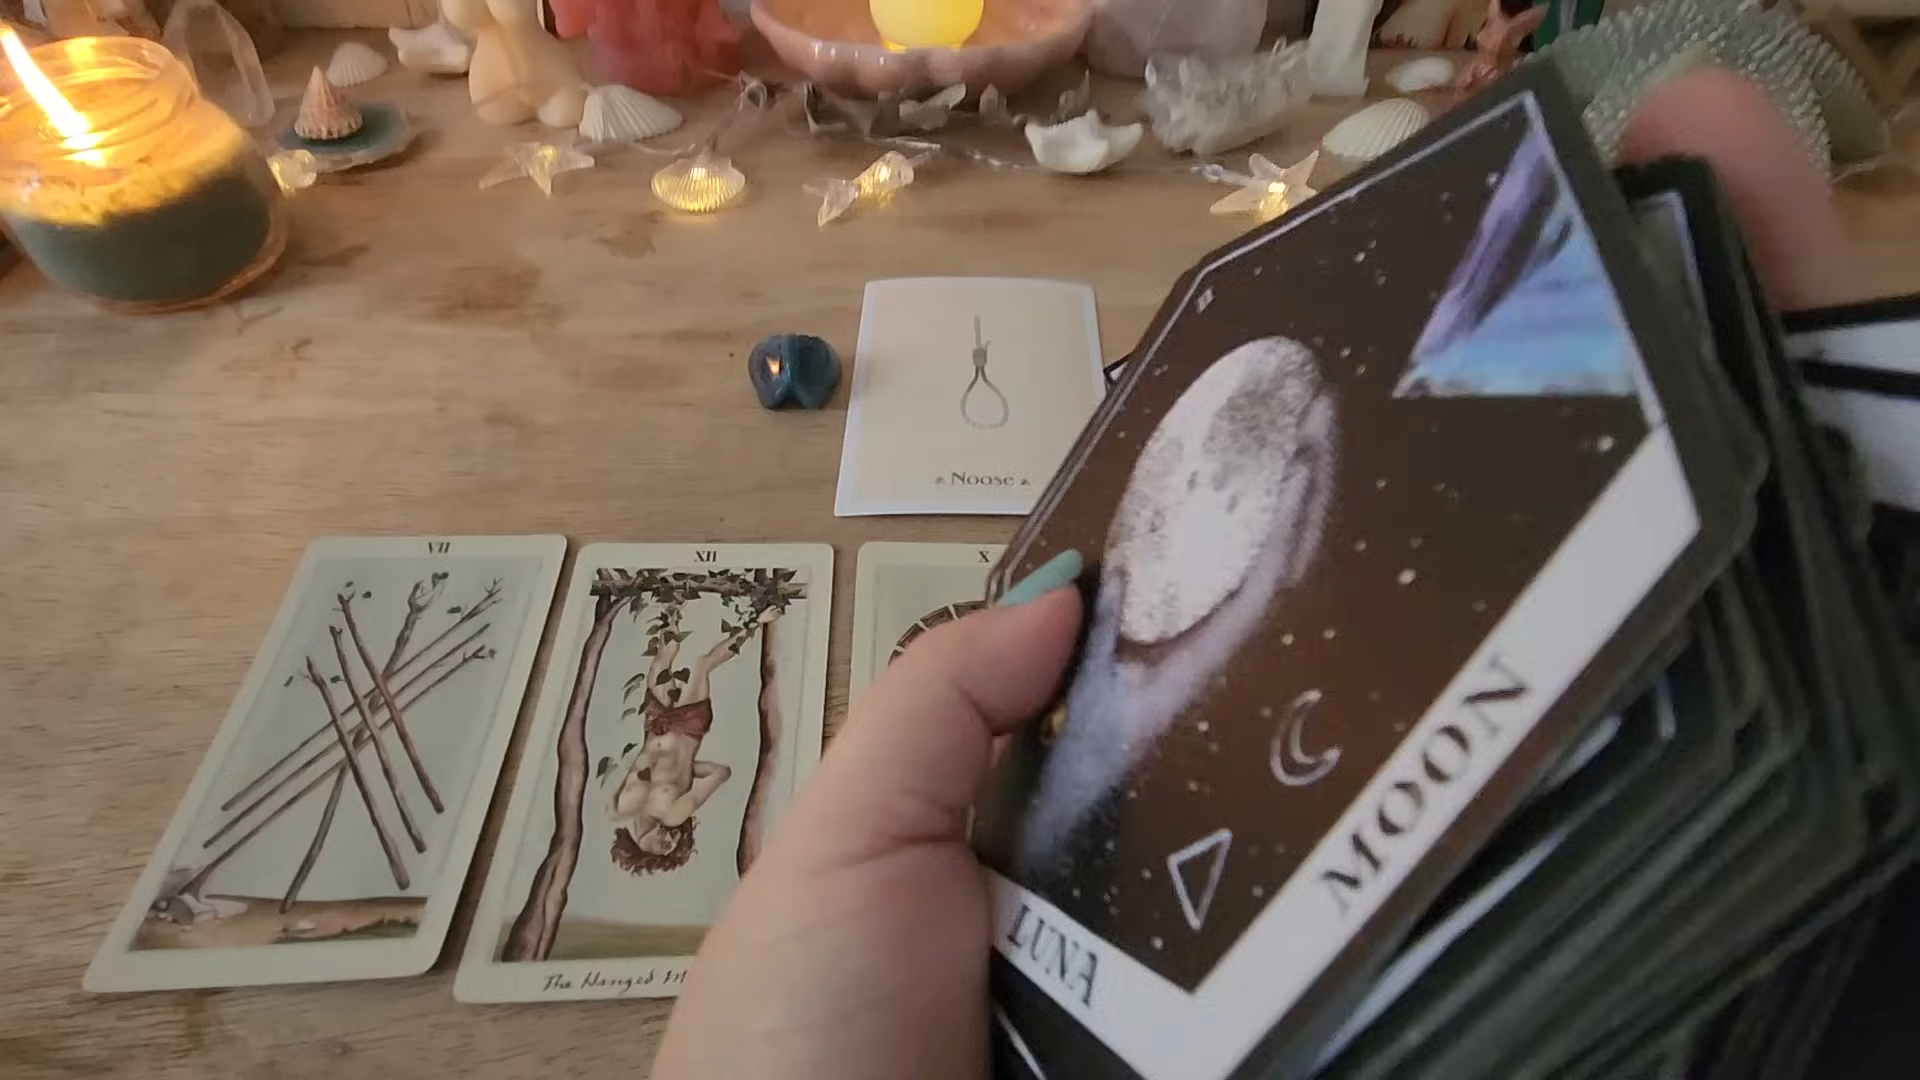 Noose
VII
XII
X
The Hanged M
MOON
LUNA